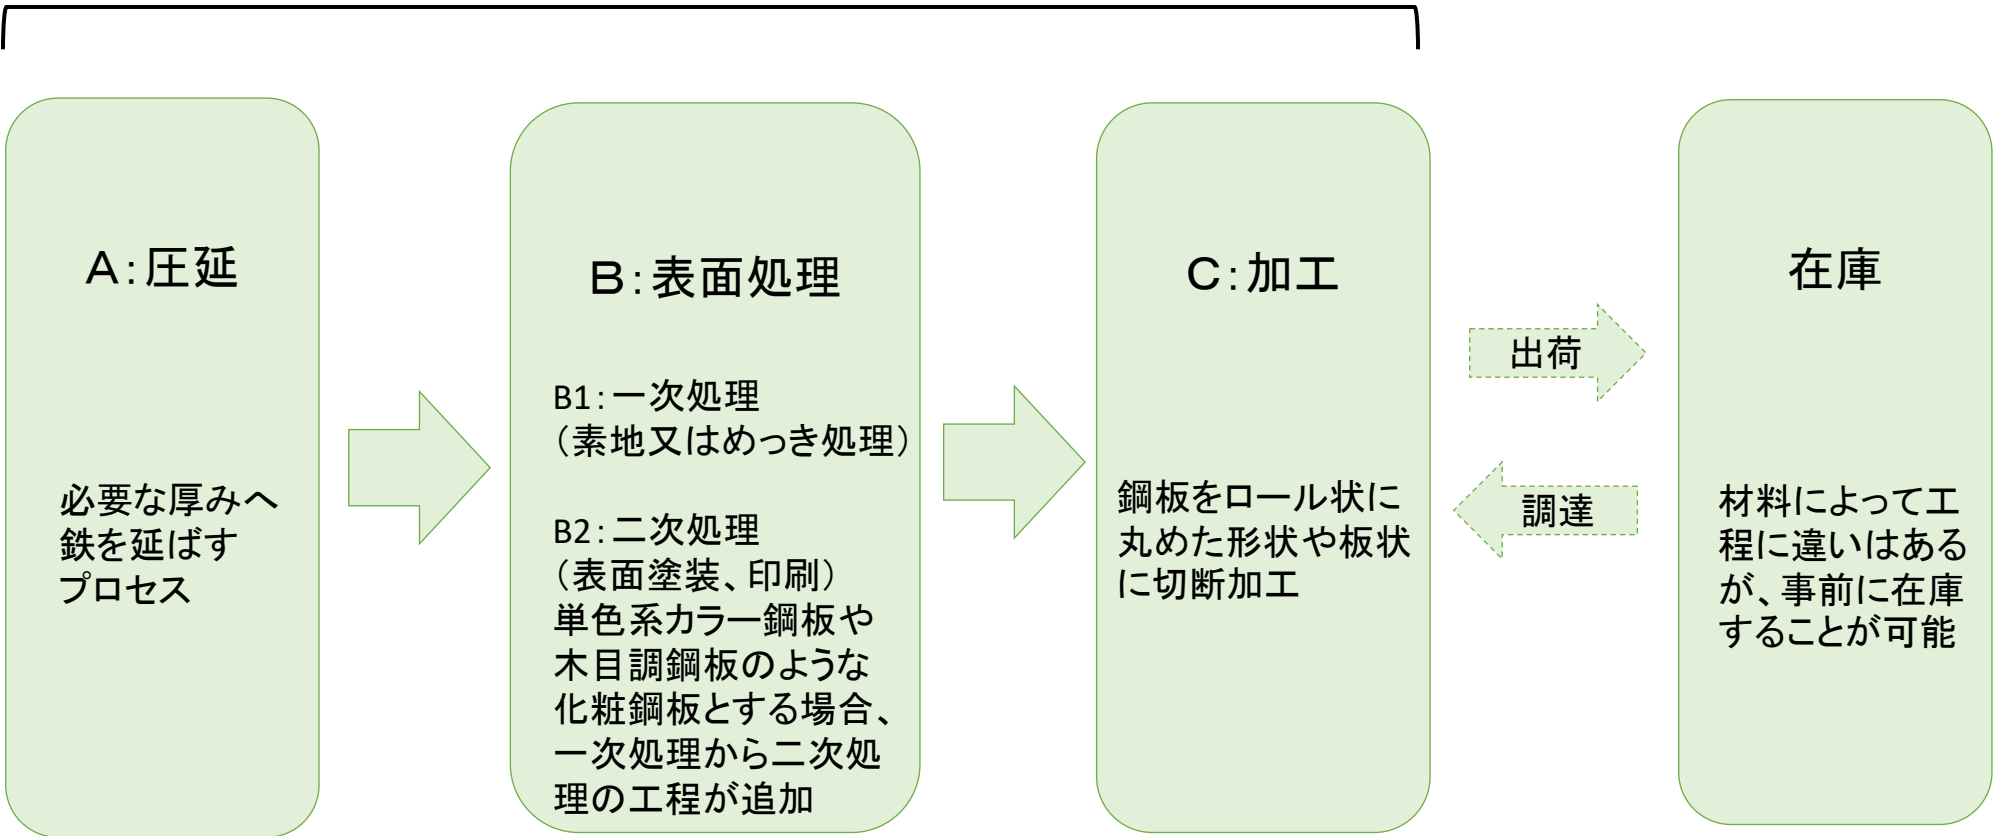 A:圧延
必要な厚みへ
鉄を延ばす
プロセス
B:表面処理
B1:一次処理
(素地又はめっき処理)
B2:二次処理
(表面塗装、印刷)
単色系カラー鋼板や
木目調鋼板のような
化粧鋼板とする場合、
一次処理から二次処
理の工程が追加
C:加工
鋼板をロール状に
丸めた形状や板状
に切断加工
出荷
調達
在庫
材料によって工
程に違いはある
が、事前に在庫
することが可能